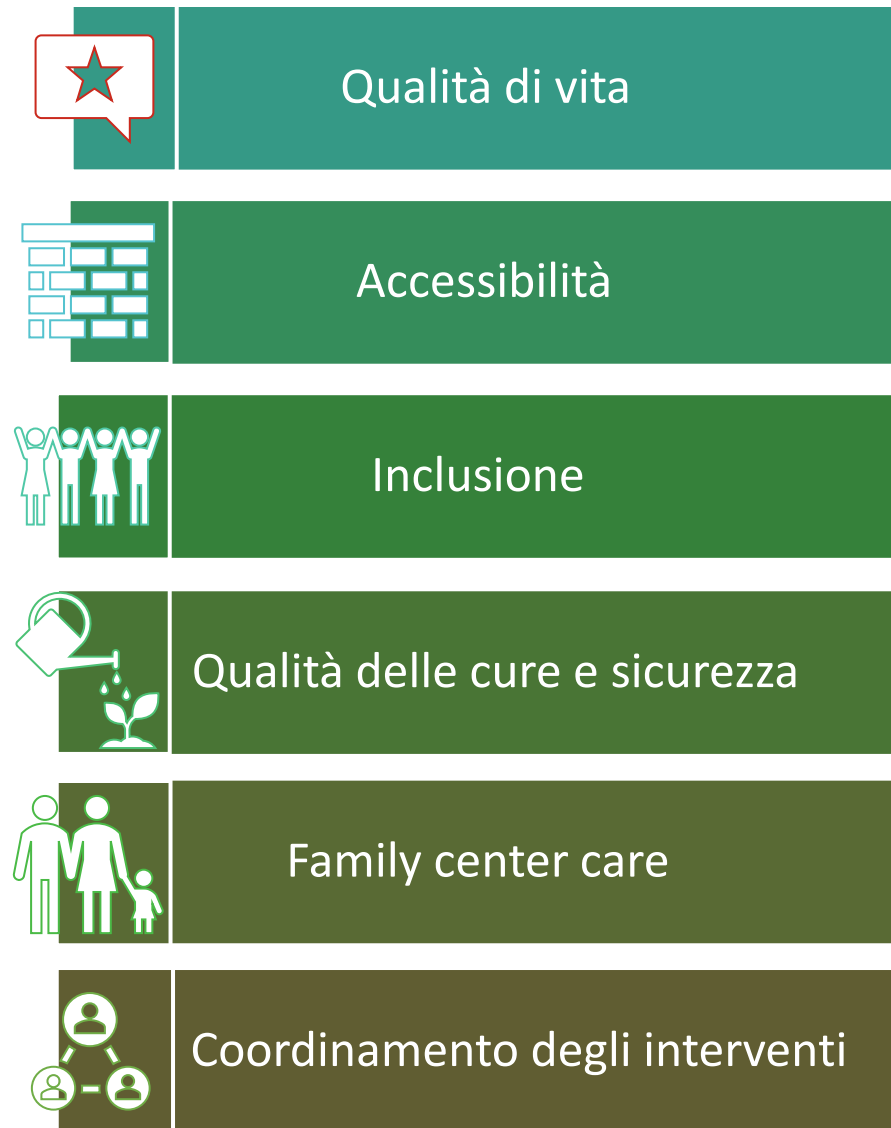 Qualità di vita
Accessibilità
Inclusione
Qualità delle cure e sicurezza
Family center care
Coordinamento degli interventi